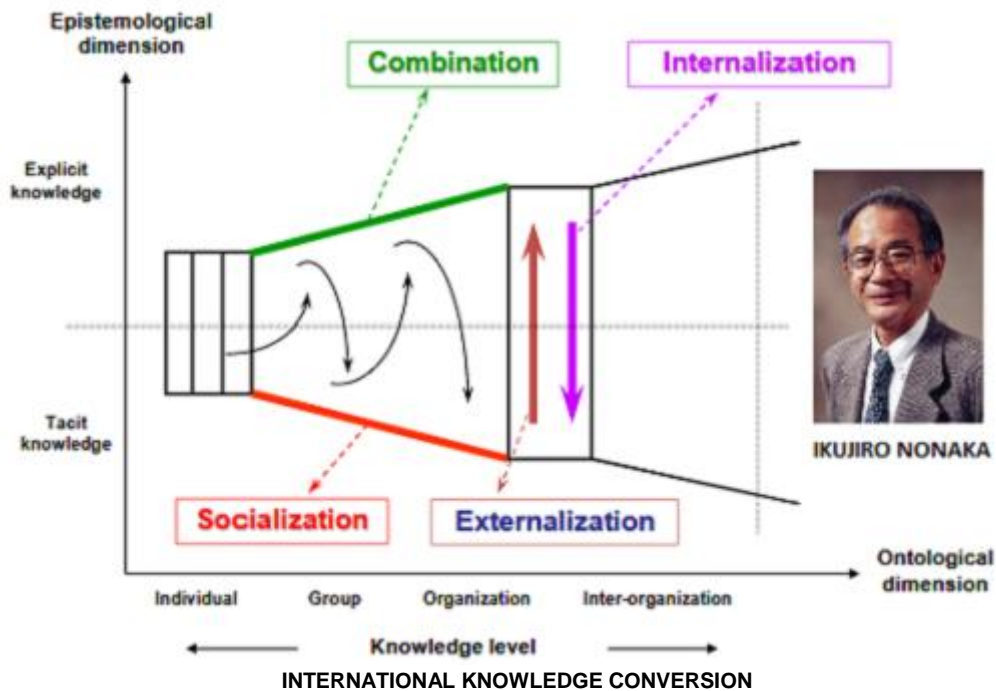 Epistemological
dimension
Combination
Internalization
Explicit
knowledge
IKUJIRO NONAKA
Tacit
knowledge
Socialization
Externalization
Ontological
dimension
Individual
Group
Organization
Inter-organization
Knowledge level
INTERNATIONAL KNOWLEDGE CONVERSION